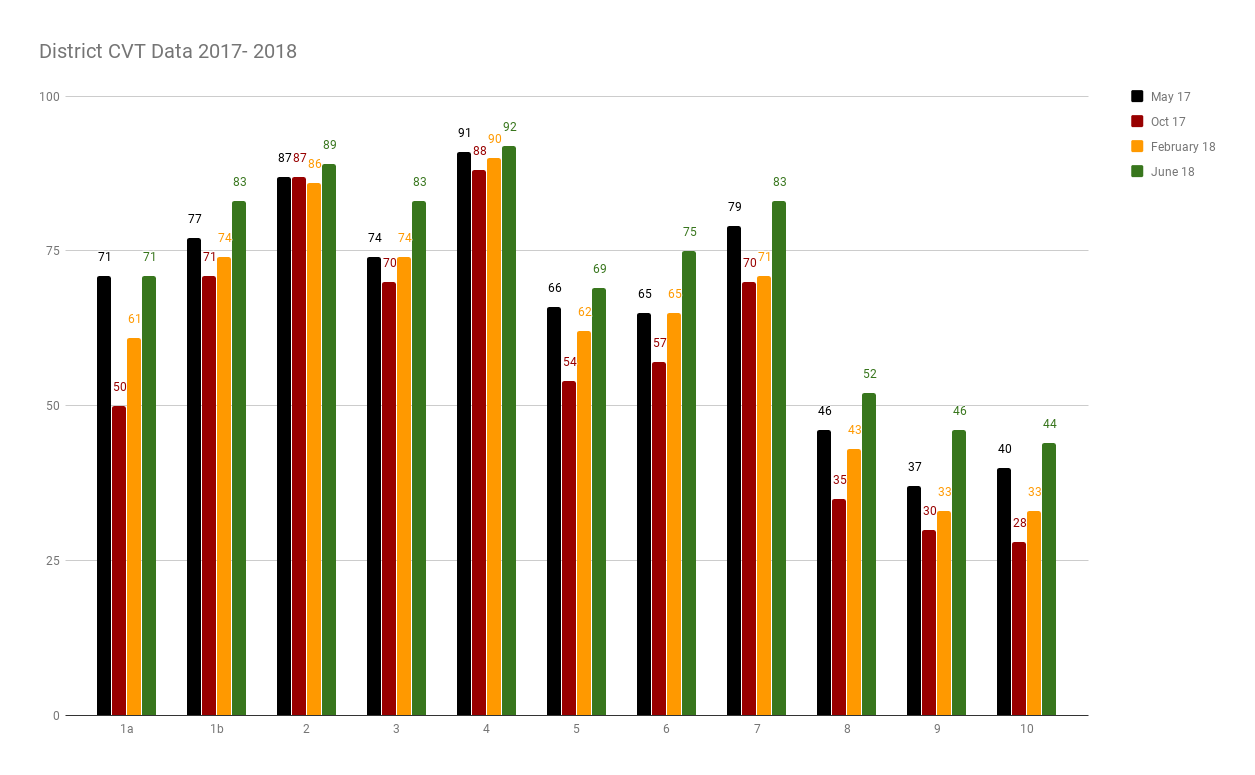 District CVT Data 2017- 2018
100
75
50
25
0
May 17
Oct 17
February 18
June 18
71 50 61 71
77 71 74 83
87 87 86 89
74 70 74 83
91 88 90 92
66 54 62 69
65 57 65 75
79 70 71 83
46 35 43 52
37 30 33 46
40 28 33 44
1a 1b 2 3 4 5 6 7 8 9 10